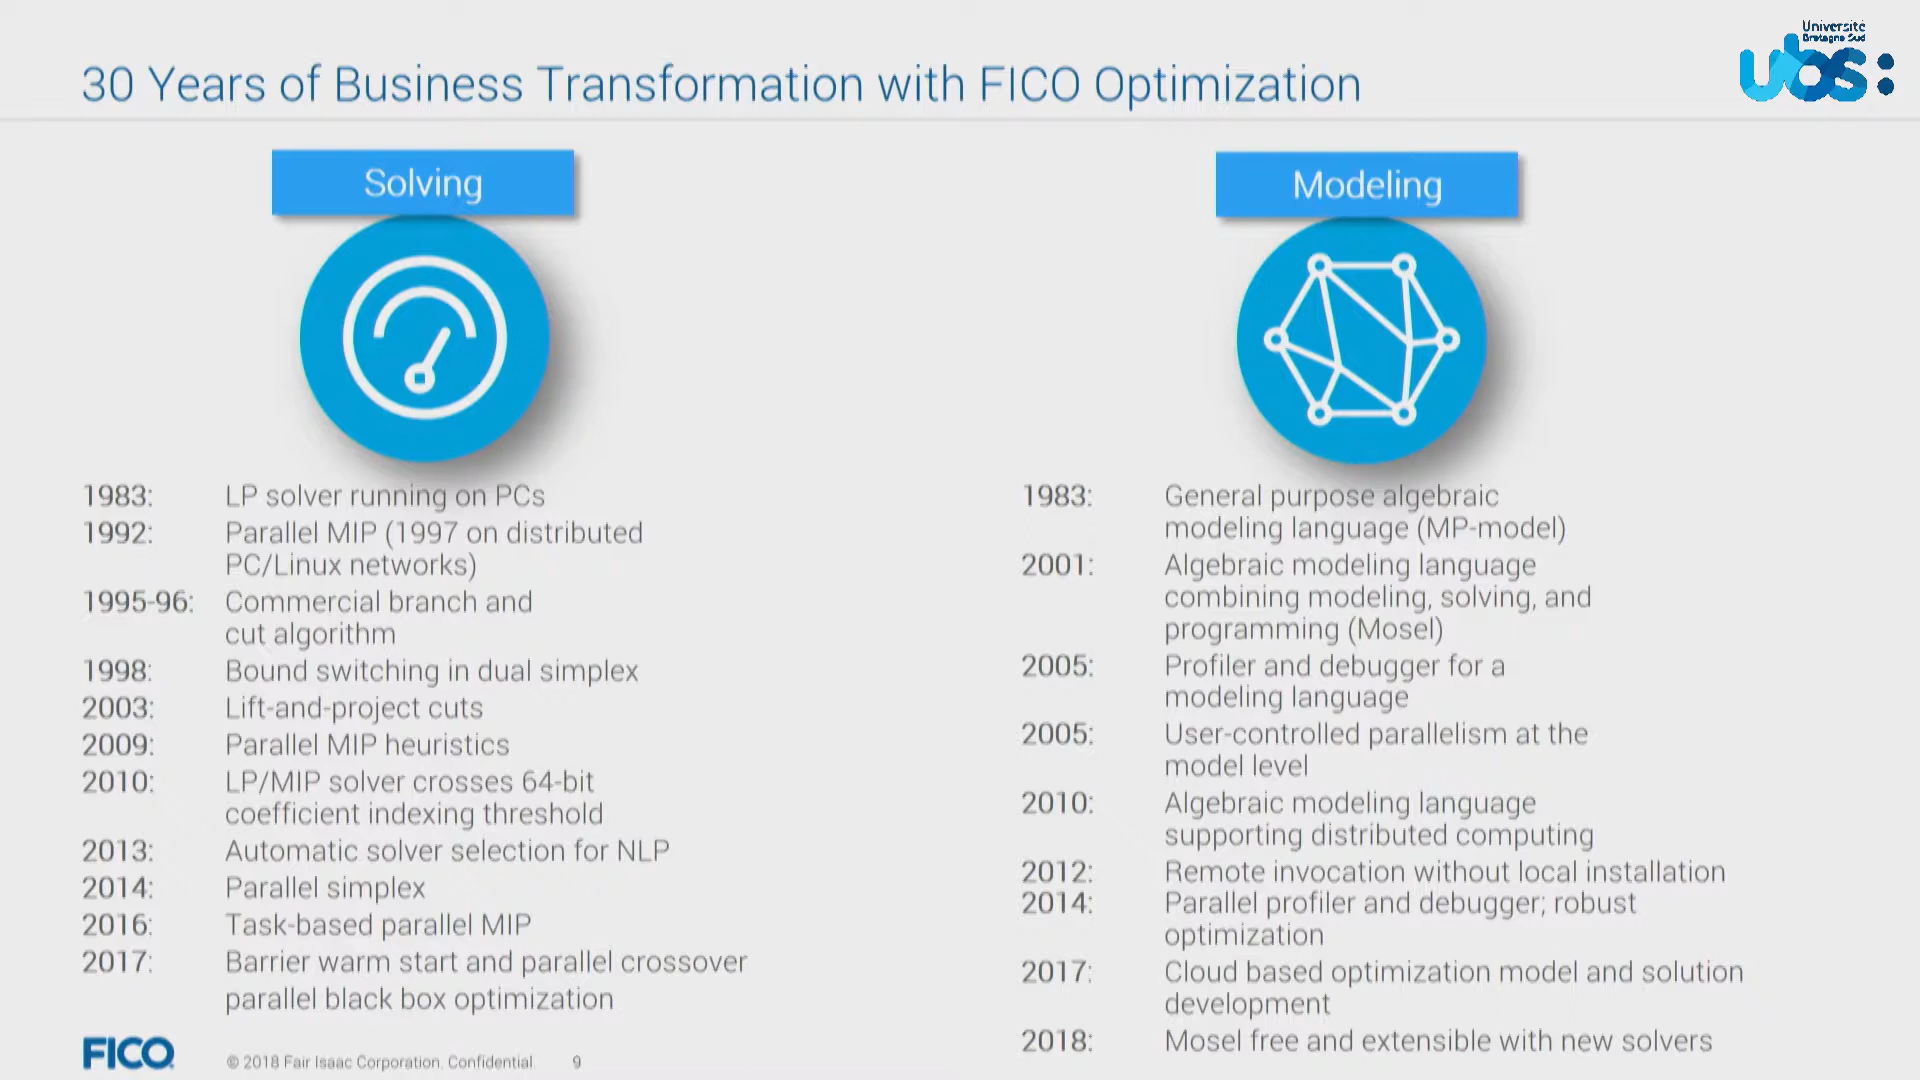 30 Years of Business Transformation with FICO Optimization
Université
Bretagne Sud
ubs:
Solving
1983: LP solver running on PCs
1992: Parallel MIP (1997 on distributed
PC/Linux networks)
1995-96: Commercial branch and
cut algorithm
1998: Bound switching in dual simplex
2003: Lift-and-project cuts
2009: Parallel MIP heuristics
2010: LP/MIP solver crosses 64-bit
coefficient indexing threshold
2013: Automatic solver selection for NLP
2014: Parallel simplex
2016: Task-based parallel MIP
2017: Barrier warm start and parallel crossover
parallel black box optimization
Modeling
1983: General purpose algebraic
modeling language (MP-model)
2001: Algebraic modeling language
combining modeling, solving, and
programming (Mosel)
2005: Profiler and debugger for a
modeling language
2005: User-controlled parallelism at the
model level
2010: Algebraic modeling language
supporting distributed computing
2012: Remote invocation without local installation
2014: Parallel profiler and debugger; robust
optimization
2017: Cloud based optimization model and solution
development
2018: Mosel free and extensible with new solvers
FICO
© 2018 Fair Isaac Corporation. Confidential. 9